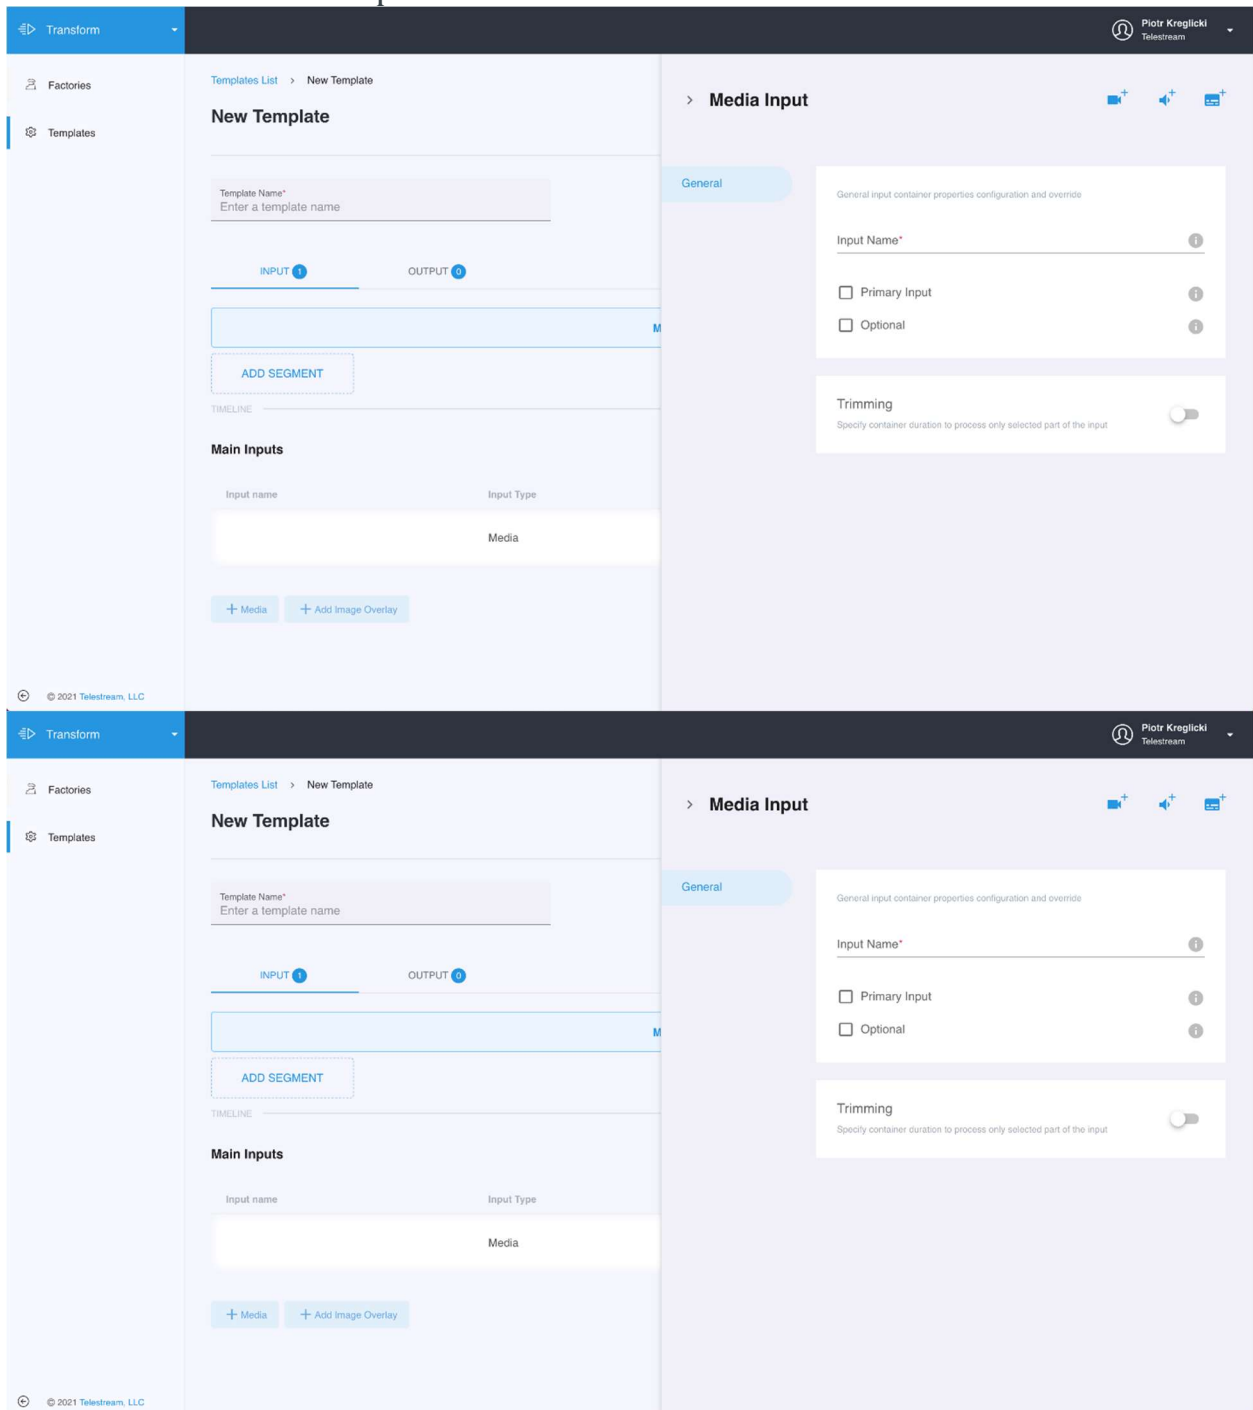 Transform
Piotr Kreglicki
Telestream
Factories
Templates
Templates List > New Template
New Template
Template Name*
Enter a template name
INPUT 1
OUTPUT 0
M
ADD SEGMENT
TIMELINE
Main Inputs
Input name Input Type
Media
+ Media + Add Image Overlay
© 2021 Telestream, LLC
> Media Input
General
General input container properties configuration and override
Input Name*
Primary Input
Optional
Trimming
Specify container duration to process only selected part of the input
Transform
Piotr Kreglicki
Telestream
Factories
Templates
Templates List > New Template
New Template
Template Name*
Enter a template name
INPUT 1
OUTPUT 0
M
ADD SEGMENT
TIMELINE
Main Inputs
Input name Input Type
Media
+ Media + Add Image Overlay
© 2021 Telestream, LLC
> Media Input
General
General input container properties configuration and override
Input Name*
Primary Input
Optional
Trimming
Specify container duration to process only selected part of the input